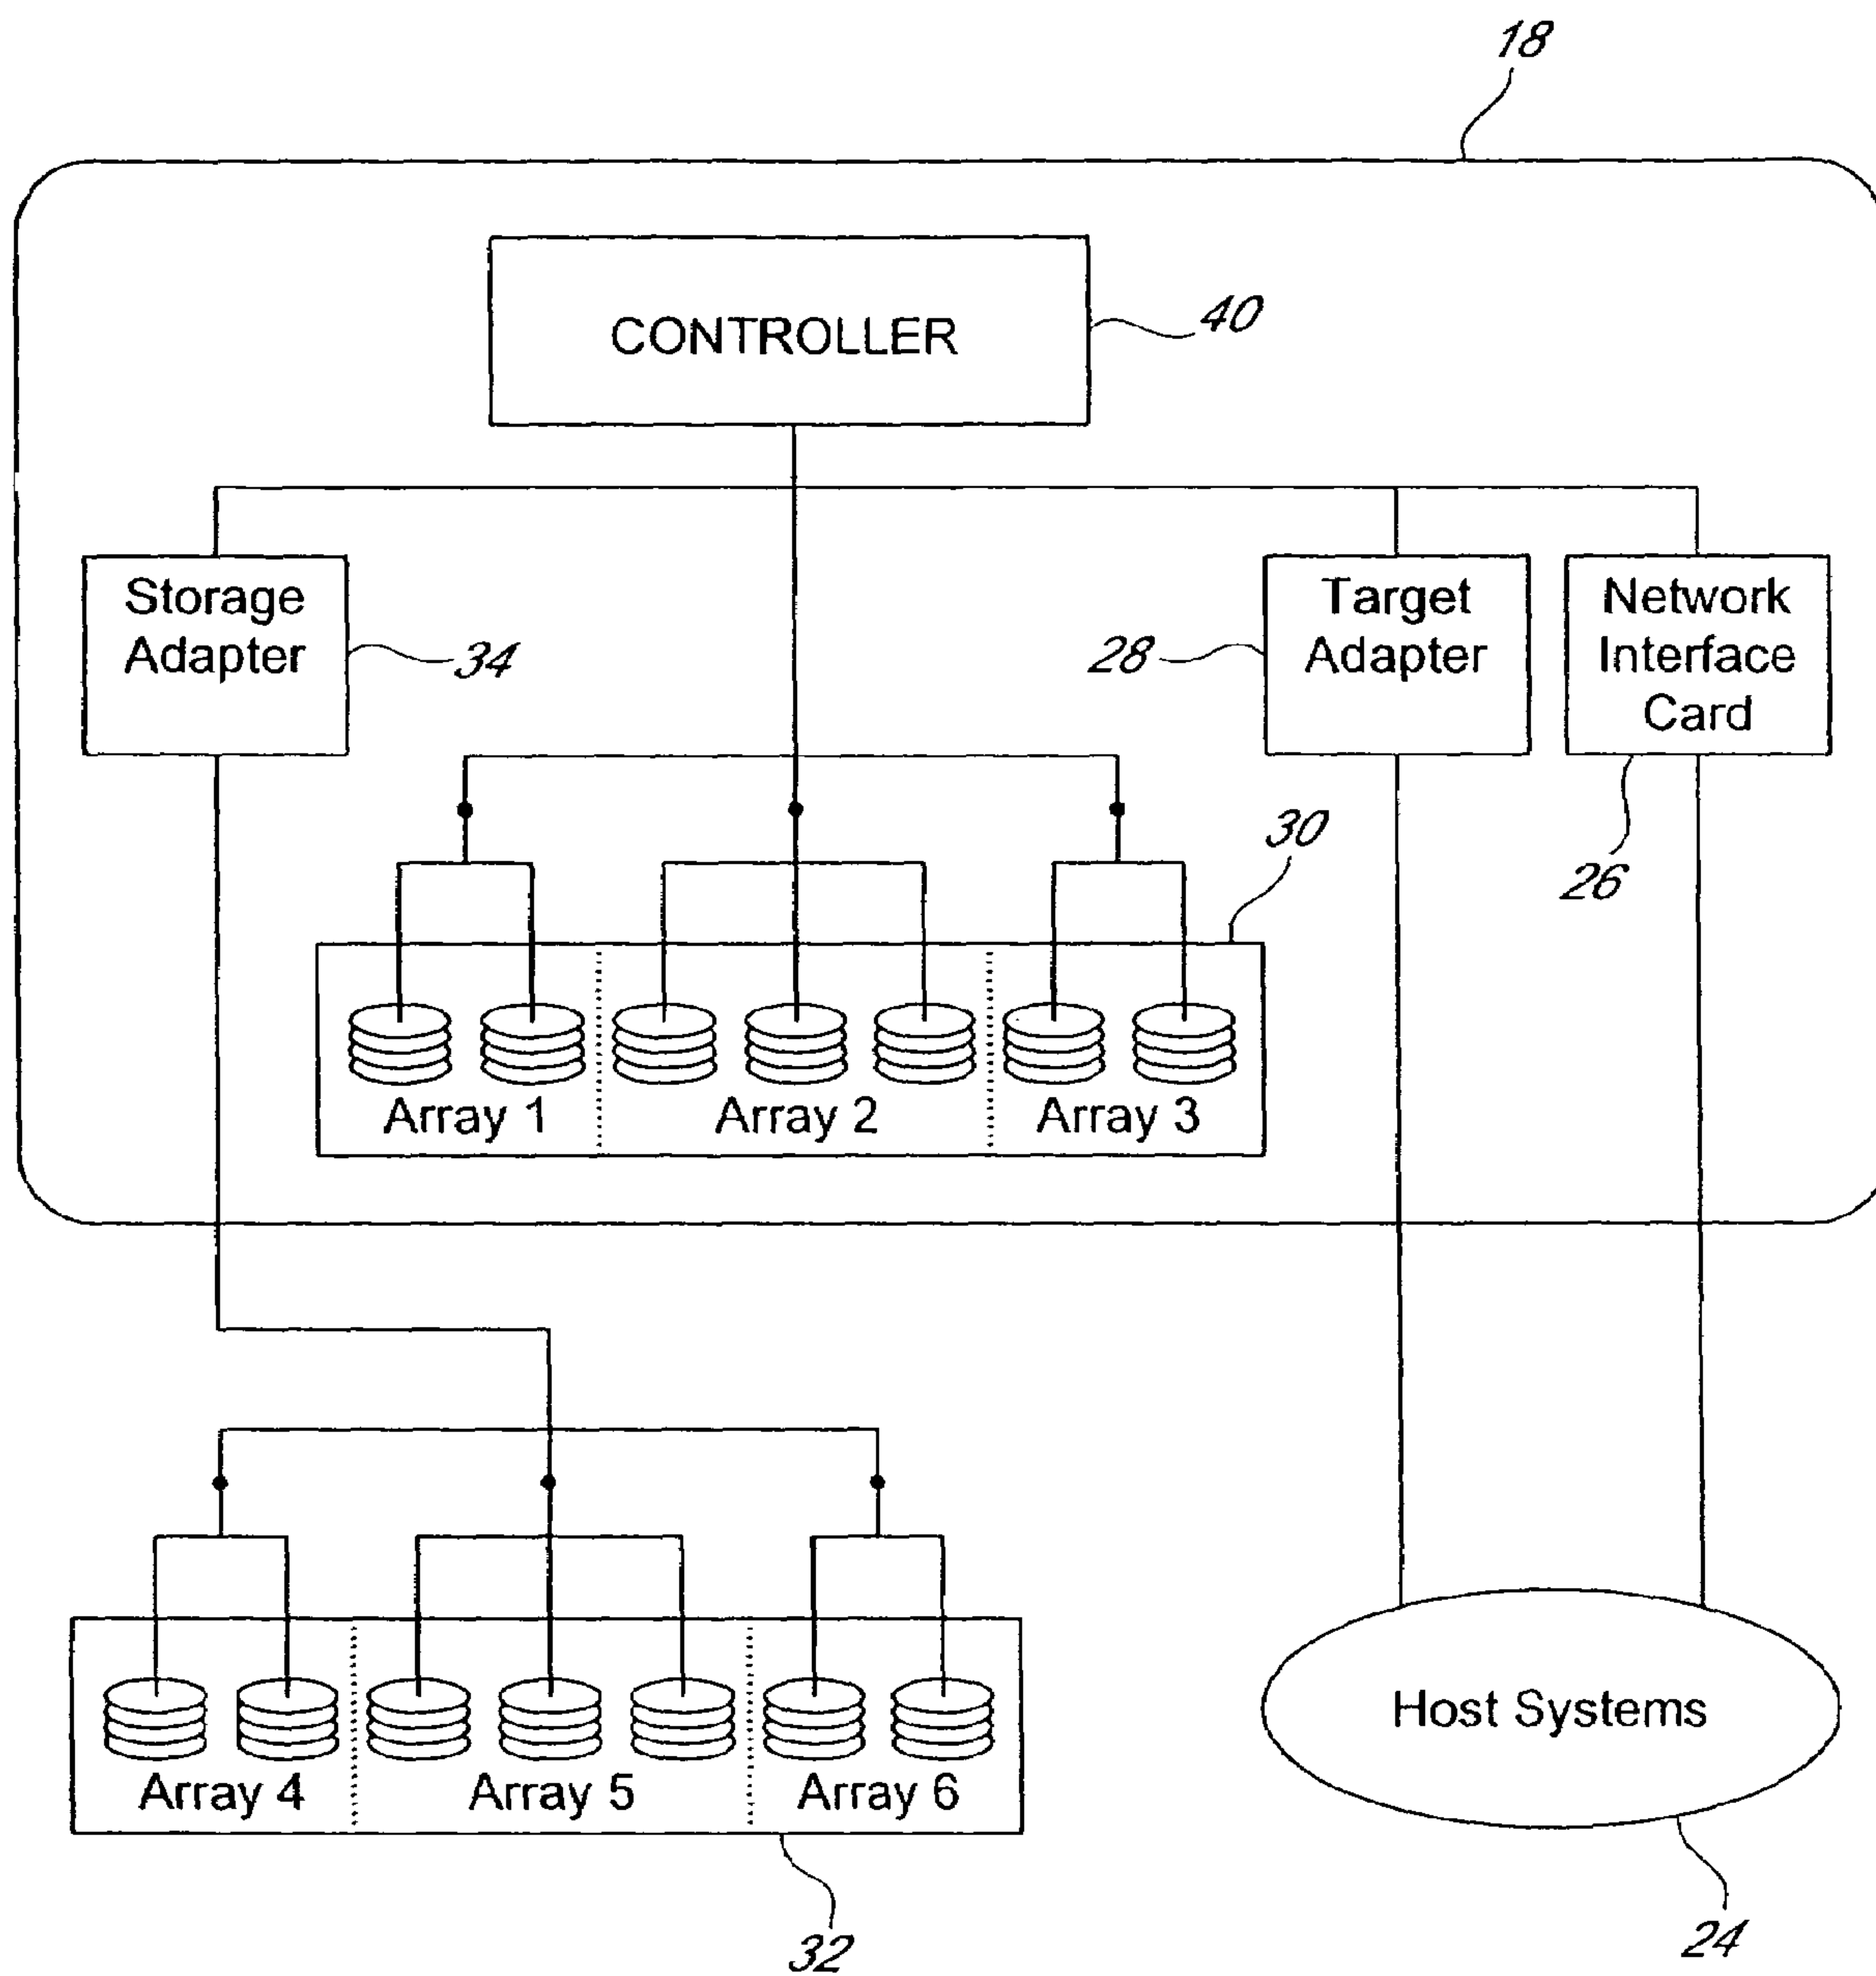 18
CONTROLLER
40
Storage
Adapter
34
28
Target
Adapter
Network
Interface
Card
26
30
Array 1
Array 2
Array 3
Array 4
Array 5
Array 6
32
Host Systems
24